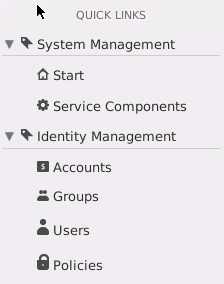 QUICK LINKS
System Management
Start
Service Components
Identity Management
Accounts
Groups
Users
Policies